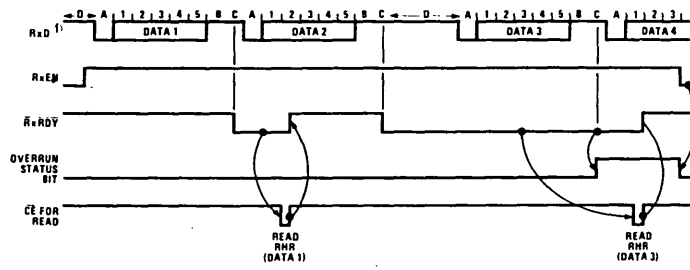 D A 1 2 3 4 5 B C A 1 2 3 4 5 B C D A 1 2 3 4 5 B C A 1 2 3
RxD 1) DATA 1 DATA 2 DATA 3 DATA 4
RxEN
RxRDY
OVERRUN
STATUS
BIT
CE FOR
READ
READ
RHR
(DATA 1)
READ
RHR
(DATA 3)